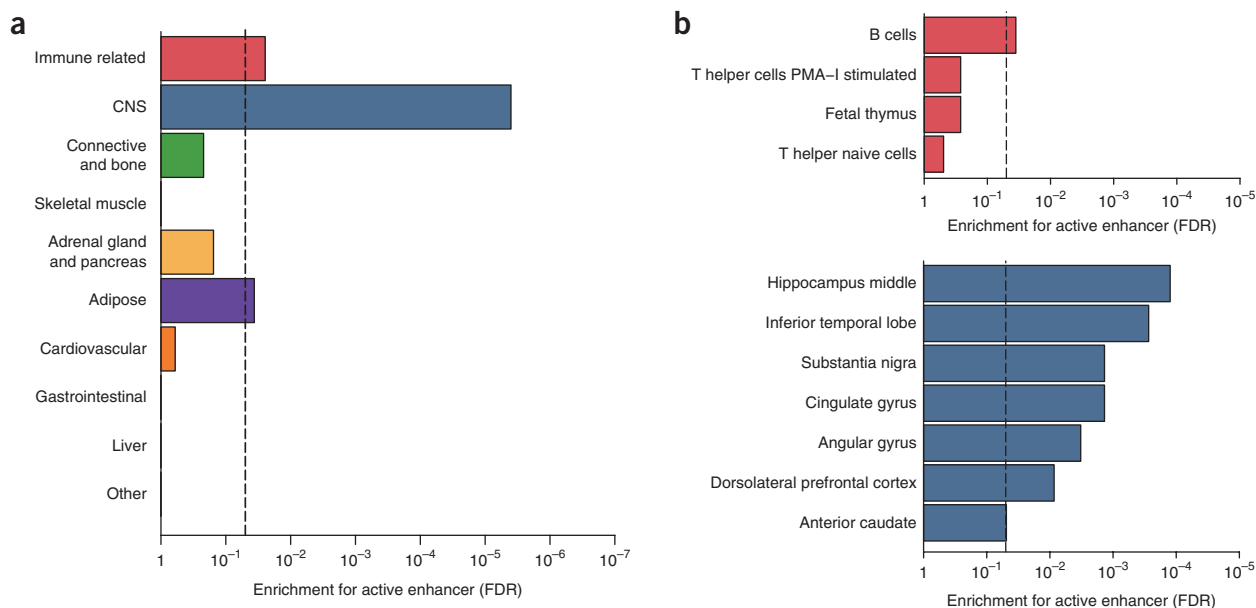 a
Immune related
CNS
Connective
and bone
Skeletal muscle
Adrenal gland
and pancreas
Adipose
Cardiovascular
Gastrointestinal
Liver
Other
1 10⁻¹ 10⁻² 10⁻³ 10⁻⁴ 10⁻⁵ 10⁻⁶ 10⁻⁷
Enrichment for active enhancer (FDR)
b
B cells
T helper cells PMA–I stimulated
Fetal thymus
T helper naive cells
1 10⁻¹ 10⁻² 10⁻³ 10⁻⁴ 10⁻⁵
Enrichment for active enhancer (FDR)
Hippocampus middle
Inferior temporal lobe
Substantia nigra
Cingulate gyrus
Angular gyrus
Dorsolateral prefrontal cortex
Anterior caudate
1 10⁻¹ 10⁻² 10⁻³ 10⁻⁴ 10⁻⁵
Enrichment for active enhancer (FDR)